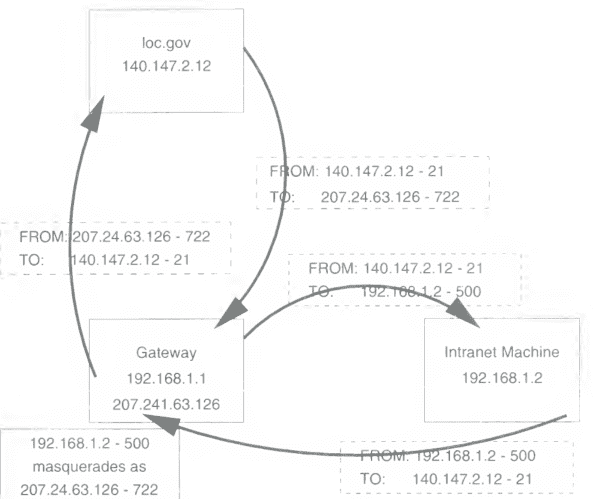 loc.gov
140.147.2.12
FROM: 140.147.2.12 - 21
TO: 207.24.63.126 - 722
FROM: 207.24.63.126 - 722
TO: 140.147.2.12 - 21
FROM: 140.147.2.12 - 21
TO: 192.168.1.2 - 500
Gateway
192.168.1.1
207.241.63.126
Intranet Machine
192.168.1.2
192.168.1.2 - 500
masquerades as
207.24.63.126 - 722
FROM: 192.168.1.2 - 500
TO: 140.147.2.12 - 21